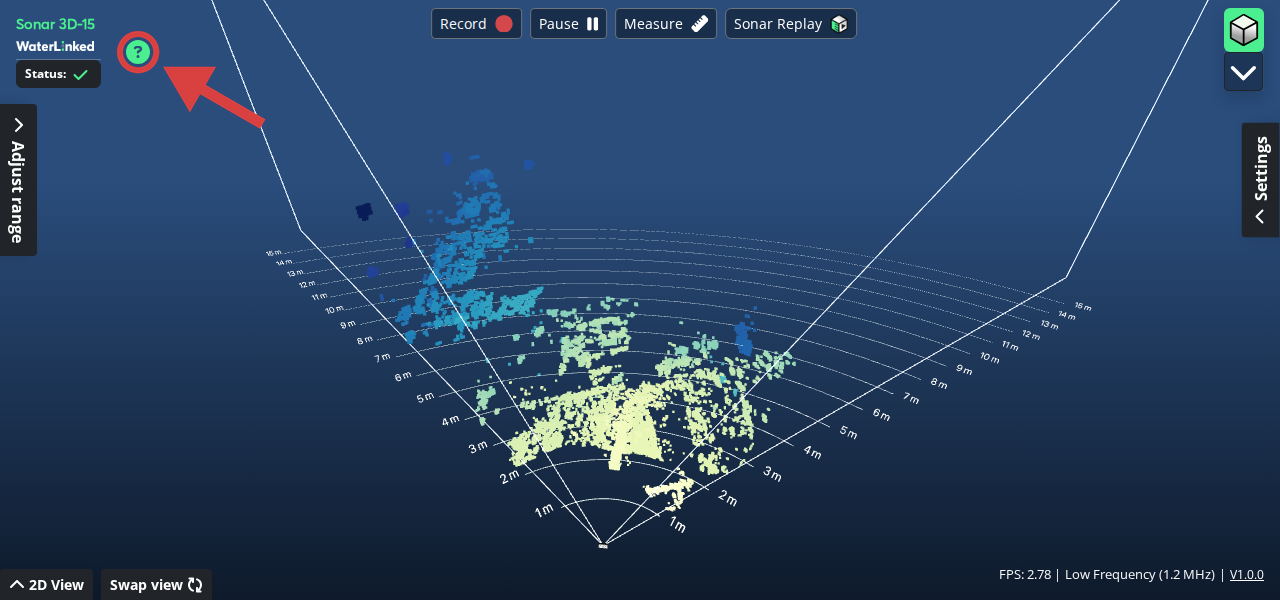 Sonar 3D-15
WaterLinked
?
Status:
Record
Pause
Measure
Sonar Replay
Adjust range
Settings
15 m
14 m
13 m
12 m
11 m
10 m
9 m
8 m
7 m
6 m
5 m
4 m
3 m
2 m
1 m
14 m
13 m
12 m
11 m
10 m
9 m
8 m
7 m
6 m
5 m
4 m
3 m
2 m
1 m
2D View
Swap view
FPS: 2.78 | Low Frequency (1.2 MHz) | V1.0.0